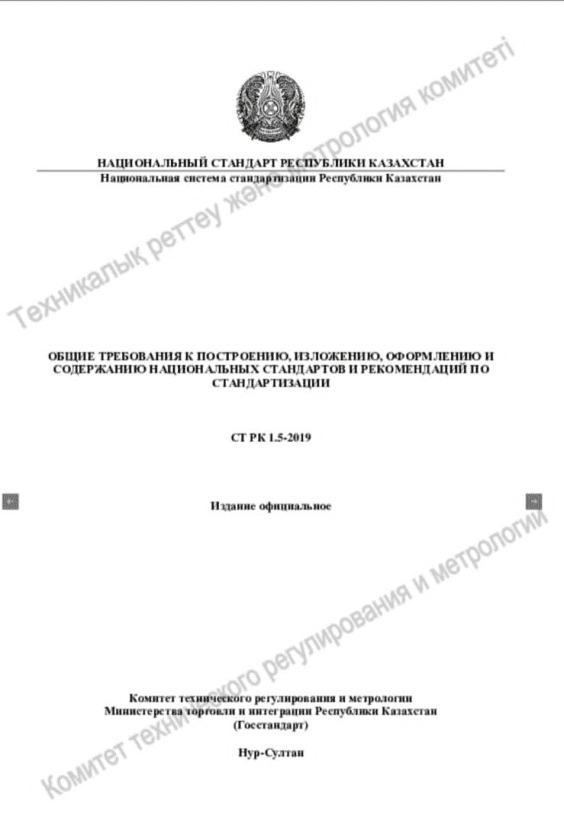 НАЦИОНАЛЬНЫЙ СТАНДАРТ РЕСПУБЛИКИ КАЗАХСТАН
Национальная система стандартизации Республики Казахстан
Техникалық реттеу және метрология комитеті
ОБЩИЕ ТРЕБОВАНИЯ К ПОСТРОЕНИЮ, ИЗЛОЖЕНИЮ, ОФОРМЛЕНИЮ И
СОДЕРЖАНИЮ НАЦИОНАЛЬНЫХ СТАНДАРТОВ И РЕКОМЕНДАЦИЙ ПО
СТАНДАРТИЗАЦИИ
СТ РК 1.5-2019
Издание официальное
Комитет технического регулирования и метрологии
Комитет технического регулирования и метрологии
Министерства торговли и интеграции Республики Казахстан
(Госстандарт)
Нур-Султан